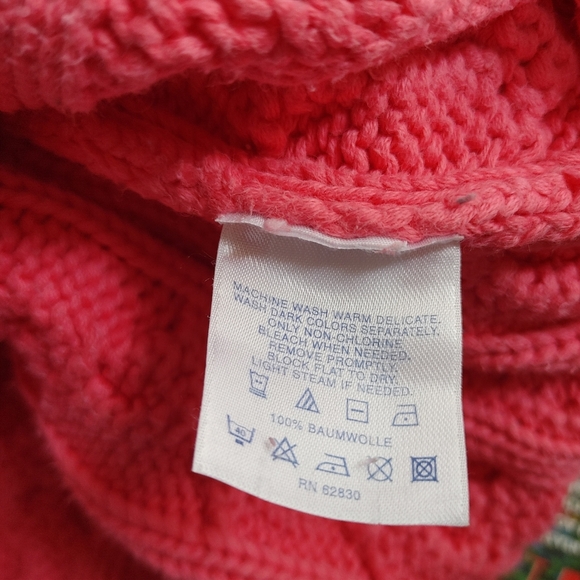 MACHINE WASH WARM DELICATE.
WASH DARK COLORS SEPARATELY.
ONLY NON-CHLORINE
BLEACH WHEN NEEDED.
REMOVE PROMPTLY.
BLOCK FLAT TO DRY.
LIGHT STEAM IF NEEDED.
100% BAUMWOLLE
40
RN 62830